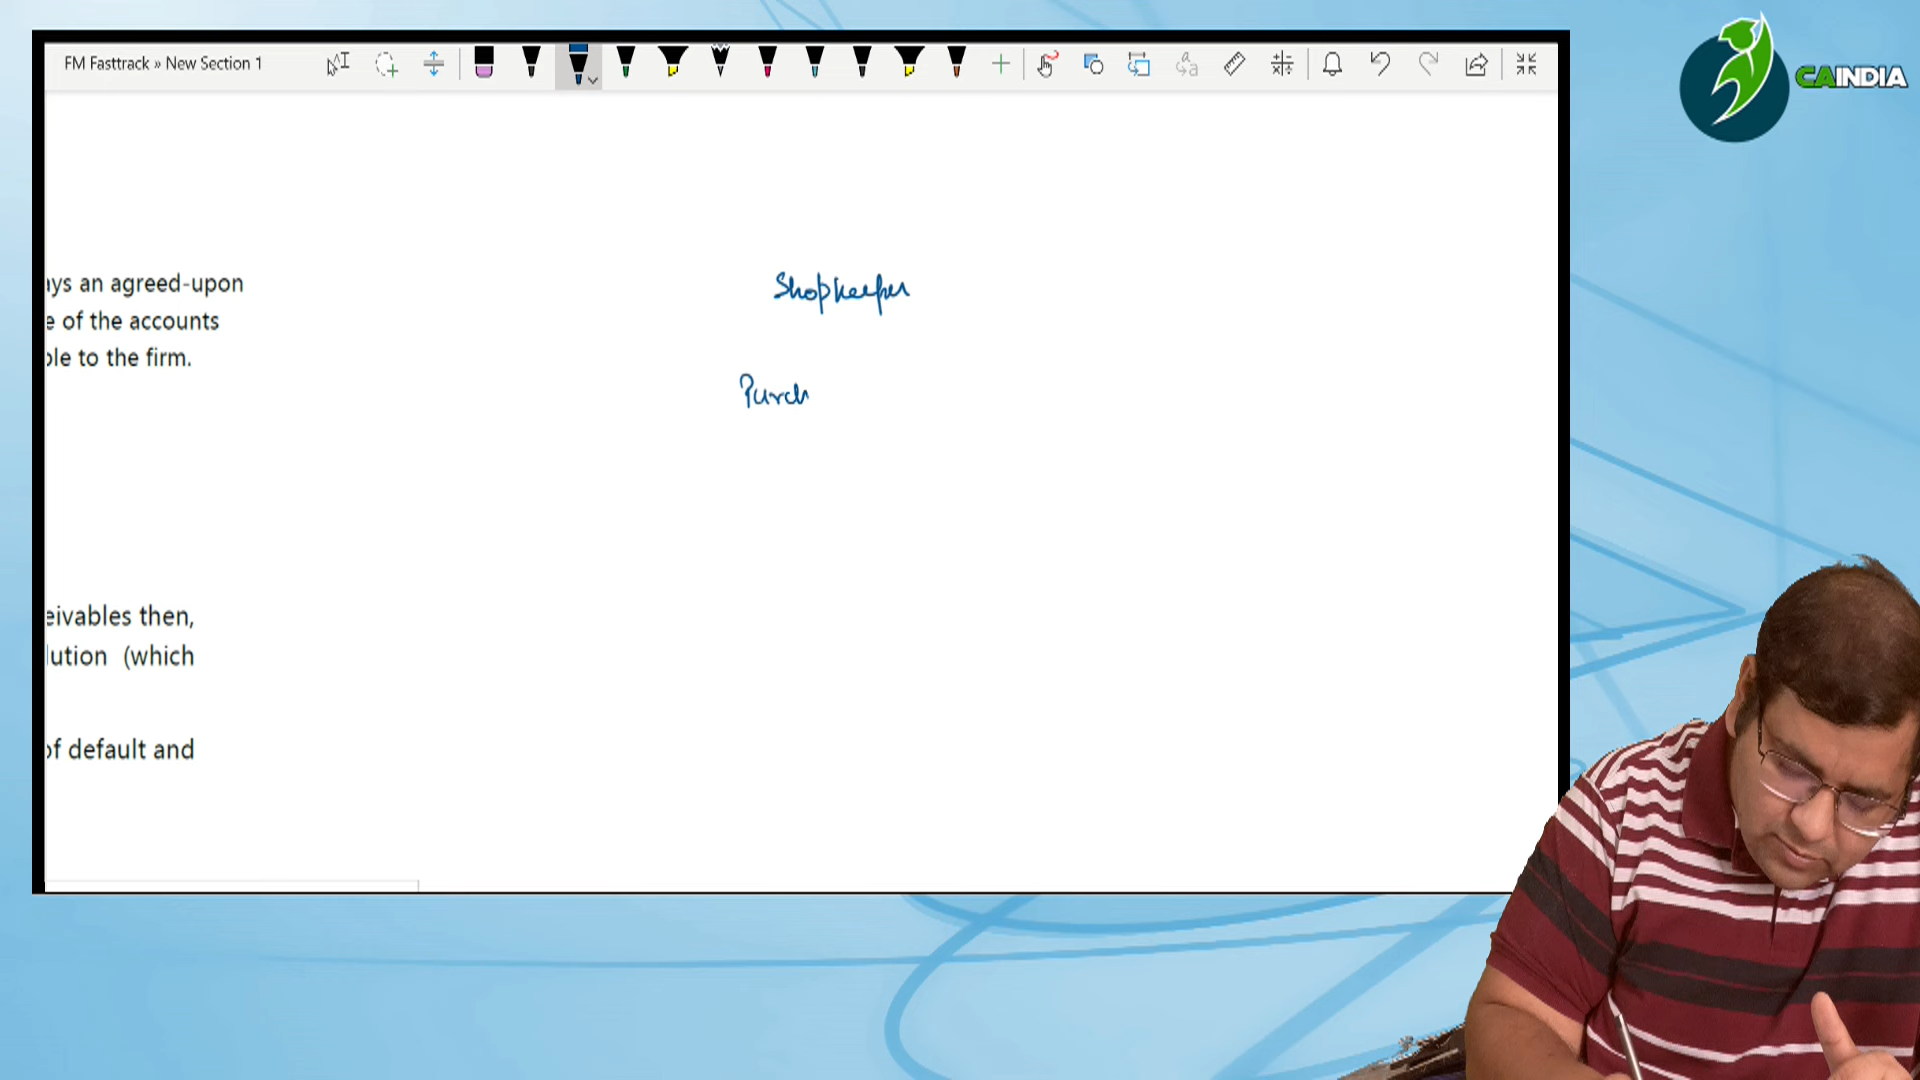 FM Fasttrack » New Section 1
CAINDIA
ays an agreed-upon
e of the accounts
ble to the firm.
Shopkeeper
Purch
eivables then,
lution (which
of default and